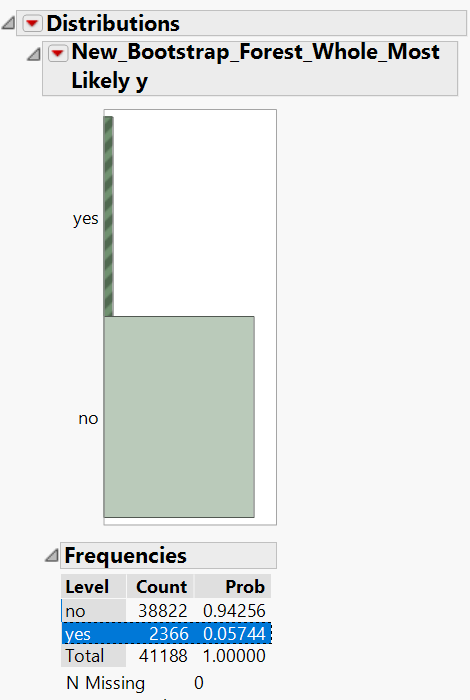 Distributions
New_Bootstrap_Forest_Whole_Most
Likely y
yes
no
Frequencies
Level Count Prob
no 38822 0.94256
yes 2366 0.05744
Total 41188 1.00000
N Missing 0